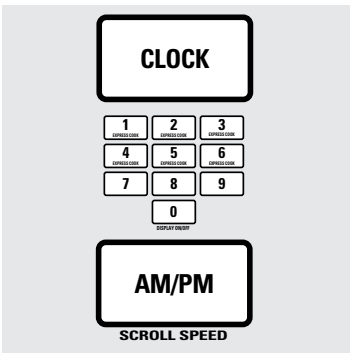 CLOCK
1 2 3
EXPRESS COOK EXPRESS COOK EXPRESS COOK
4 5 6
EXPRESS COOK EXPRESS COOK EXPRESS COOK
7 8 9
0
DISPLAY ON/OFF
AM/PM
SCROLL SPEED